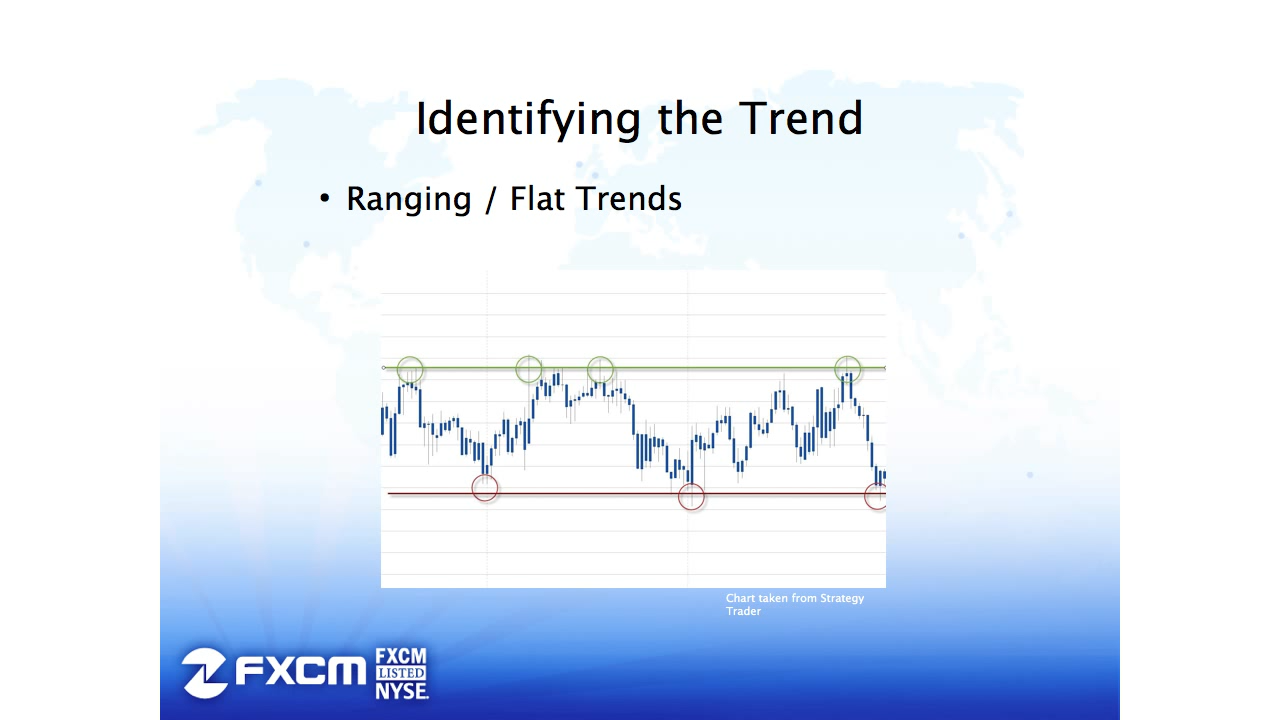 Identifying the Trend
• Ranging / Flat Trends
Chart taken from Strategy
Trader
FXCM
FXCM
LISTED
NYSE.